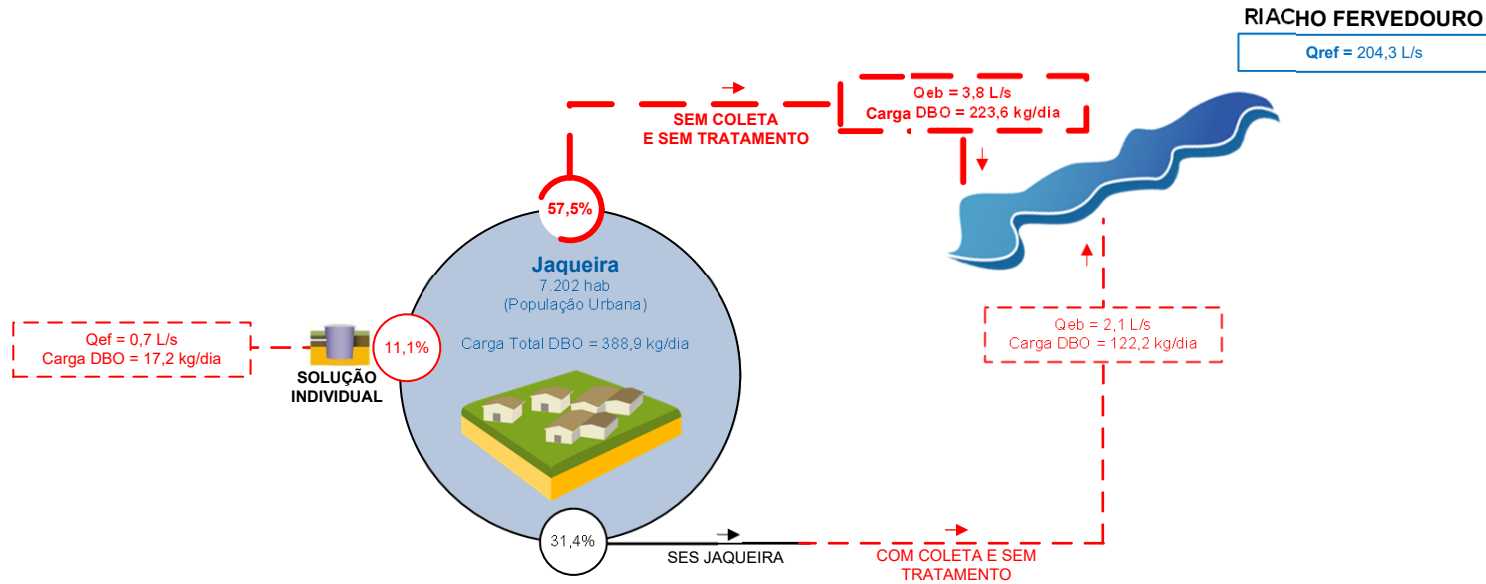 RIACHO FERVEDOURO
Qref = 204,3 L/s
Qeb = 3,8 L/s
Carga DBO = 223,6 kg/dia
SEM COLETA
E SEM TRATAMENTO
57,5%
Jaqueira
7.202 hab
(População Urbana)
Carga Total DBO = 388,9 kg/dia
Qef = 0,7 L/s
Carga DBO = 17,2 kg/dia
11,1%
SOLUÇÃO
INDIVIDUAL
Qeb = 2,1 L/s
Carga DBO = 122,2 kg/dia
31,4%
SES JAQUEIRA
COM COLETA E SEM
TRATAMENTO